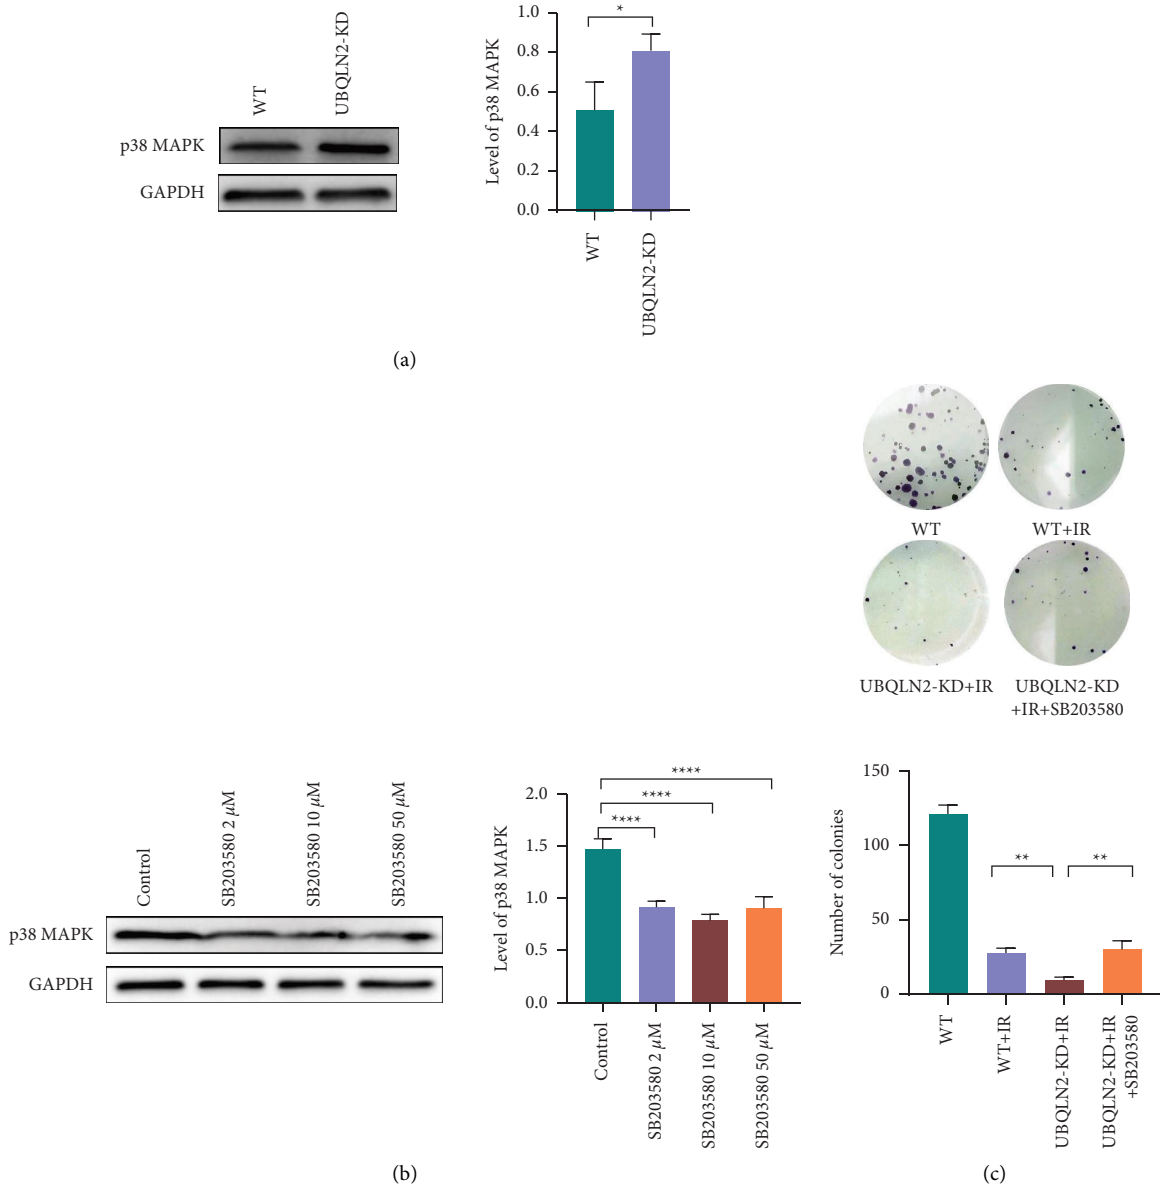 WT
UBQLN2-KD
p38 MAPK
GAPDH
*
Level of p38 MAPK
1.0
0.8
0.6
0.4
0.2
0.0
WT
UBQLN2-KD
(a)
Control
SB203580 2 μM
SB203580 10 μM
SB203580 50 μM
p38 MAPK
GAPDH
****
****
****
Level of p38 MAPK
2.0
1.5
1.0
0.5
0.0
Control
SB203580 2 μM
SB203580 10 μM
SB203580 50 μM
(b)
WT
WT+IR
UBQLN2-KD+IR
UBQLN2-KD
+IR+SB203580
**
**
Number of colonies
150
100
50
0
WT
WT+IR
UBQLN2-KD+IR
UBQLN2-KD+IR
+SB203580
(c)